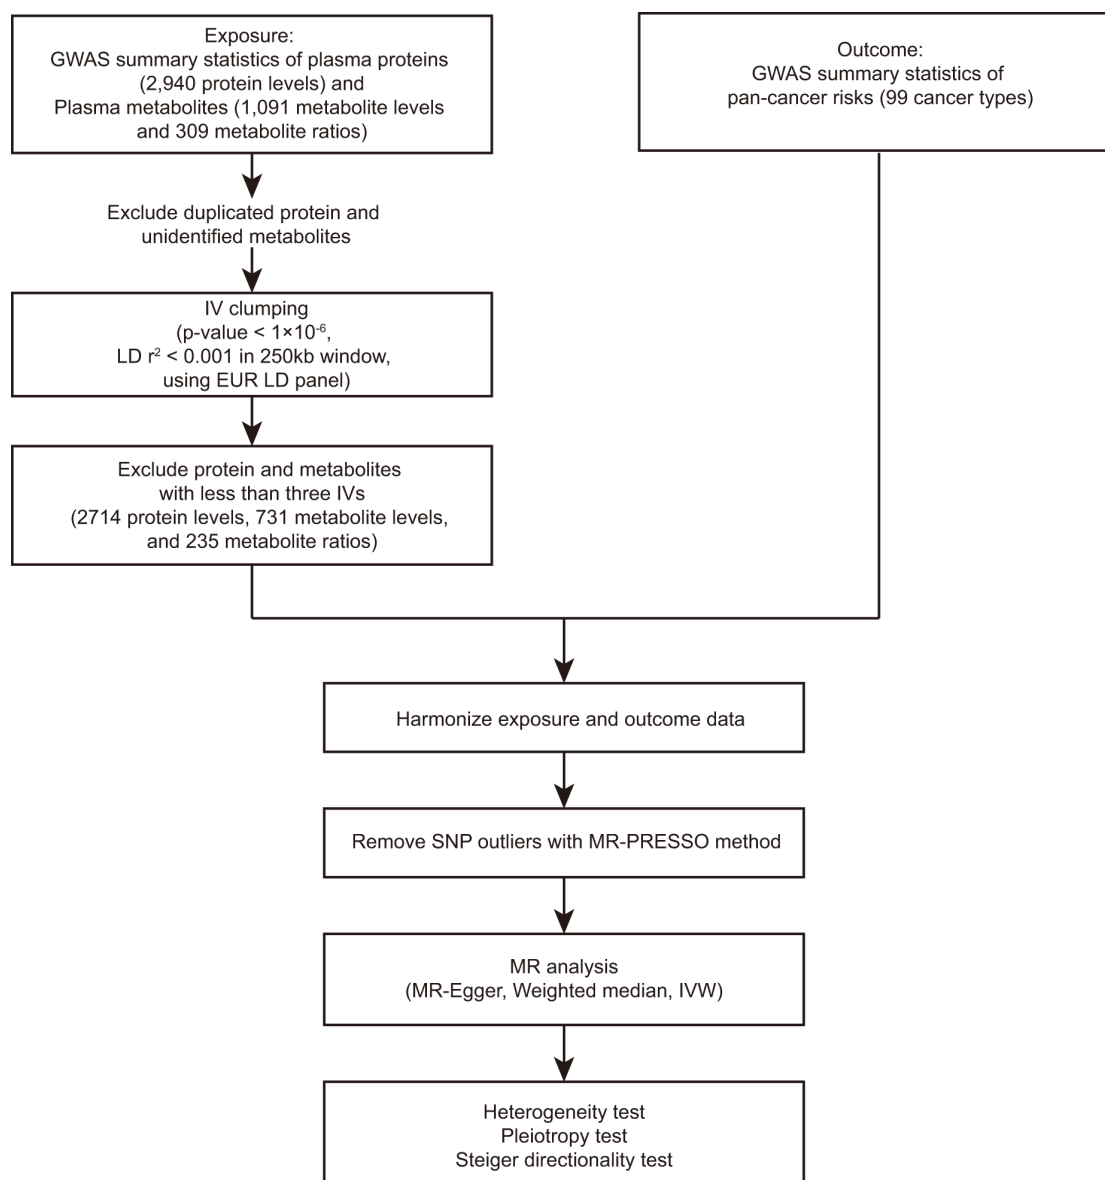 Exposure:
GWAS summary statistics of plasma proteins
(2,940 protein levels) and
Plasma metabolites (1,091 metabolite levels
and 309 metabolite ratios)
Outcome:
GWAS summary statistics of
pan-cancer risks (99 cancer types)
Exclude duplicated protein and
unidentified metabolites
IV clumping
(p-value < 1×10⁻⁶,
LD r² < 0.001 in 250kb window,
using EUR LD panel)
Exclude protein and metabolites
with less than three IVs
(2714 protein levels, 731 metabolite levels,
and 235 metabolite ratios)
Harmonize exposure and outcome data
Remove SNP outliers with MR-PRESSO method
MR analysis
(MR-Egger, Weighted median, IVW)
Heterogeneity test
Pleiotropy test
Steiger directionality test